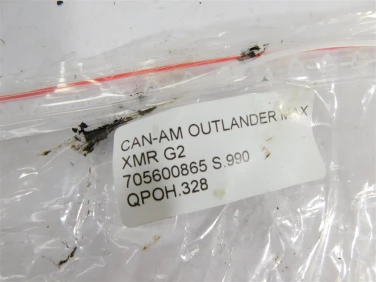 CAN-AM OUTLANDER MAX
XMR G2
705600865 S.990
QPOH.328